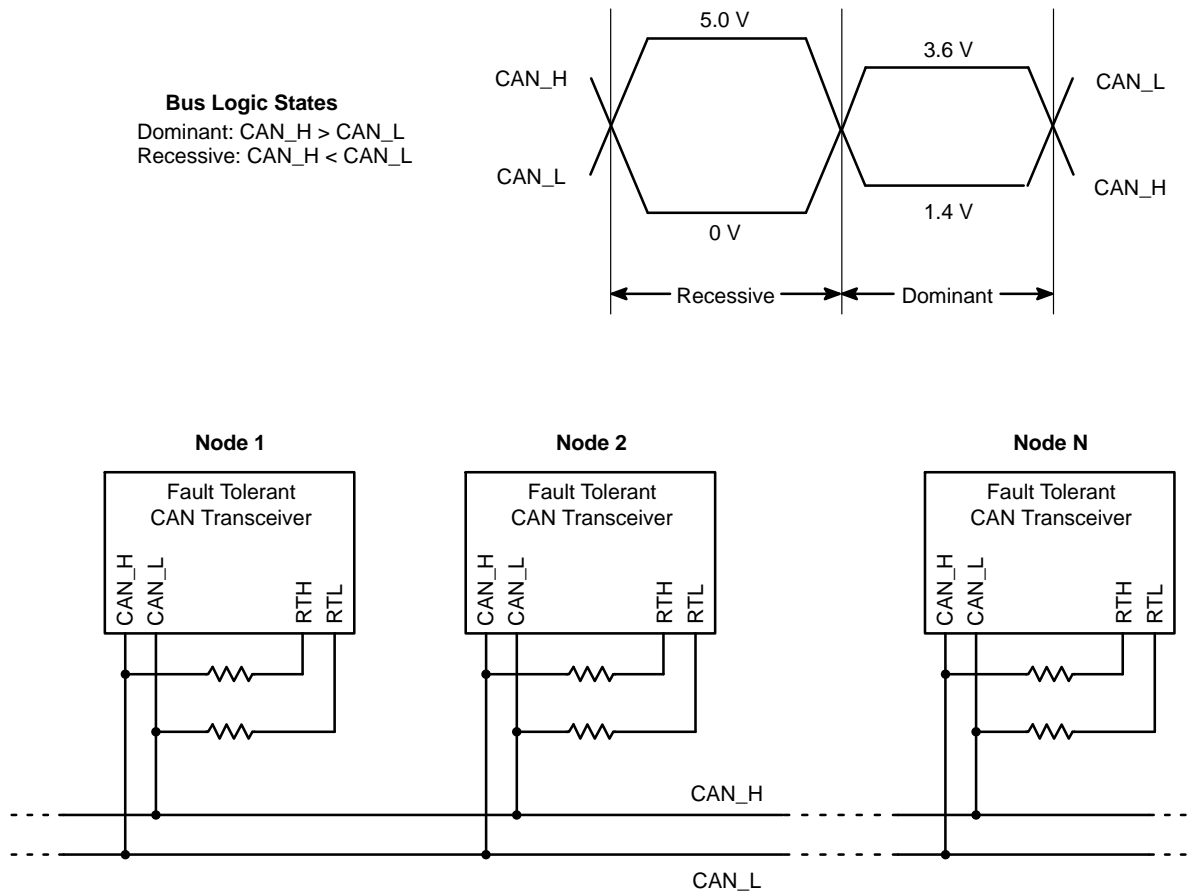 Bus Logic States
Dominant: CAN_H > CAN_L
Recessive: CAN_H < CAN_L
5.0 V
3.6 V
CAN_H
CAN_L
CAN_L
CAN_H
0 V
1.4 V
Recessive
Dominant
Node 1
Node 2
Node N
Fault Tolerant
CAN Transceiver
CAN_H
CAN_L
RTH
RTL
Fault Tolerant
CAN Transceiver
CAN_H
CAN_L
RTH
RTL
Fault Tolerant
CAN Transceiver
CAN_H
CAN_L
RTH
RTL
CAN_H
CAN_L